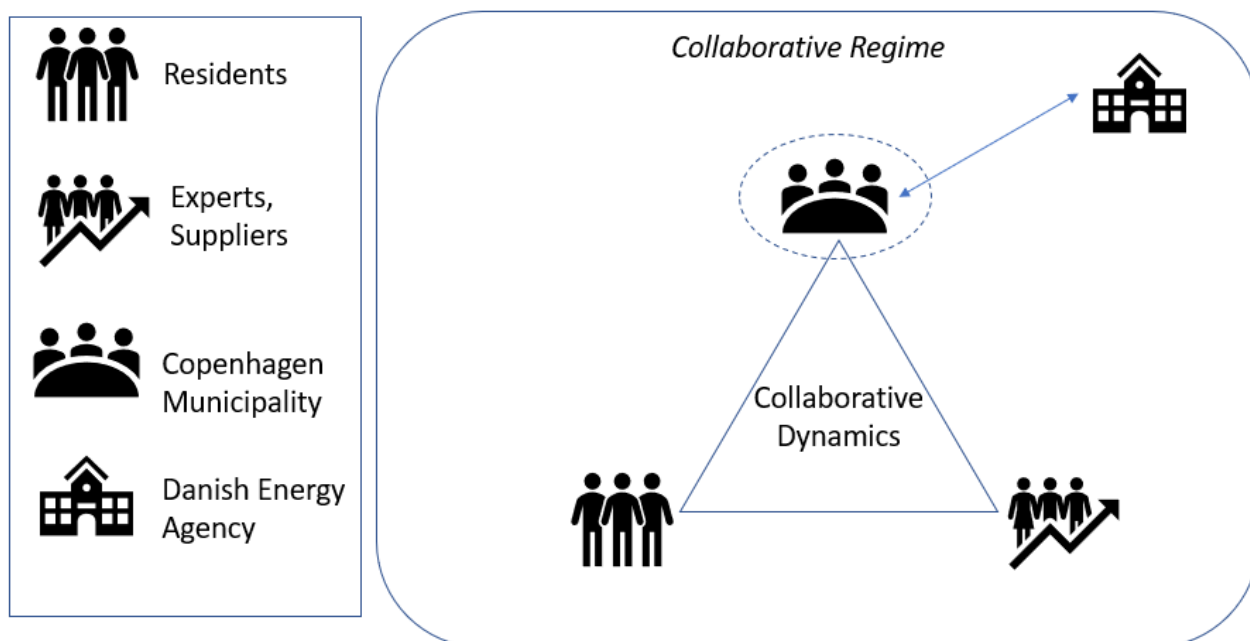 Residents
Experts,
Suppliers
Copenhagen
Municipality
Danish Energy
Agency
Collaborative Regime
Collaborative
Dynamics